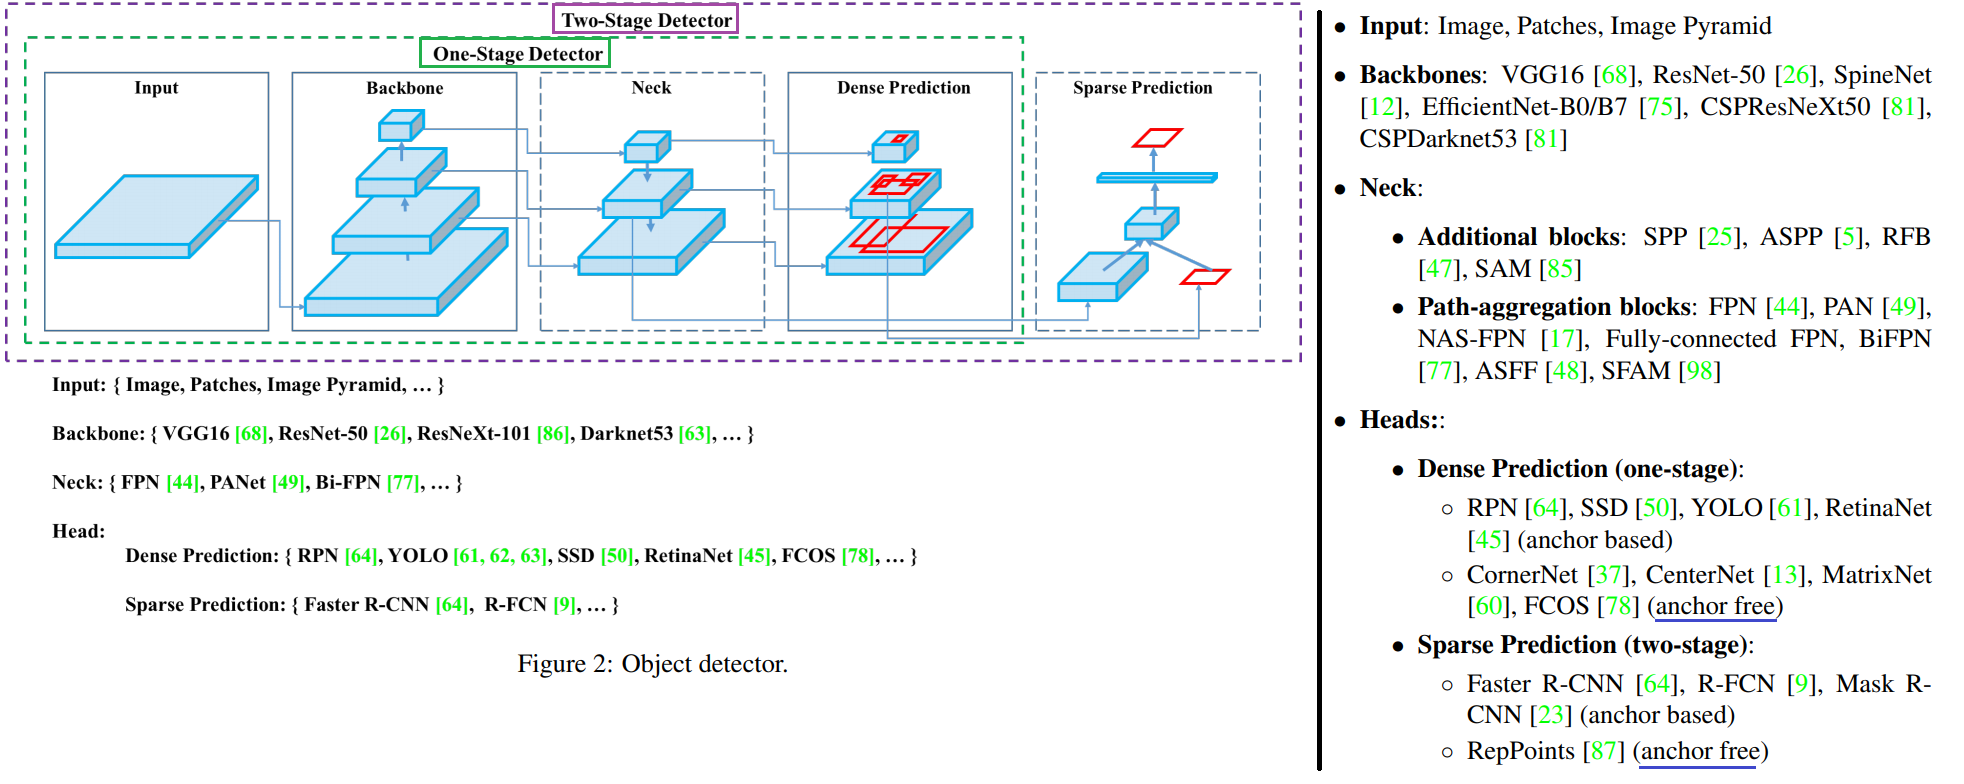 Two-Stage Detector
One-Stage Detector
Input
Backbone
Neck
Dense Prediction
Sparse Prediction
Input: { Image, Patches, Image Pyramid, … }
Backbone: { VGG16 [68], ResNet-50 [26], ResNeXt-101 [86], Darknet53 [63], … }
Neck: { FPN [44], PANet [49], Bi-FPN [77], … }
Head:
Dense Prediction: { RPN [64], YOLO [61, 62, 63], SSD [50], RetinaNet [45], FCOS [78], … }
Sparse Prediction: { Faster R-CNN [64], R-FCN [9], … }
Figure 2: Object detector.
• Input: Image, Patches, Image Pyramid
• Backbones: VGG16 [68], ResNet-50 [26], SpineNet
[12], EfficientNet-B0/B7 [75], CSPResNeXt50 [81],
CSPDarknet53 [81]
• Neck:
• Additional blocks: SPP [25], ASPP [5], RFB
[47], SAM [85]
• Path-aggregation blocks: FPN [44], PAN [49],
NAS-FPN [17], Fully-connected FPN, BiFPN
[77], ASFF [48], SFAM [98]
• Heads::
• Dense Prediction (one-stage):
◦ RPN [64], SSD [50], YOLO [61], RetinaNet
[45] (anchor based)
◦ CornerNet [37], CenterNet [13], MatrixNet
[60], FCOS [78] (anchor free)
• Sparse Prediction (two-stage):
◦ Faster R-CNN [64], R-FCN [9], Mask R-
CNN [23] (anchor based)
◦ RepPoints [87] (anchor free)